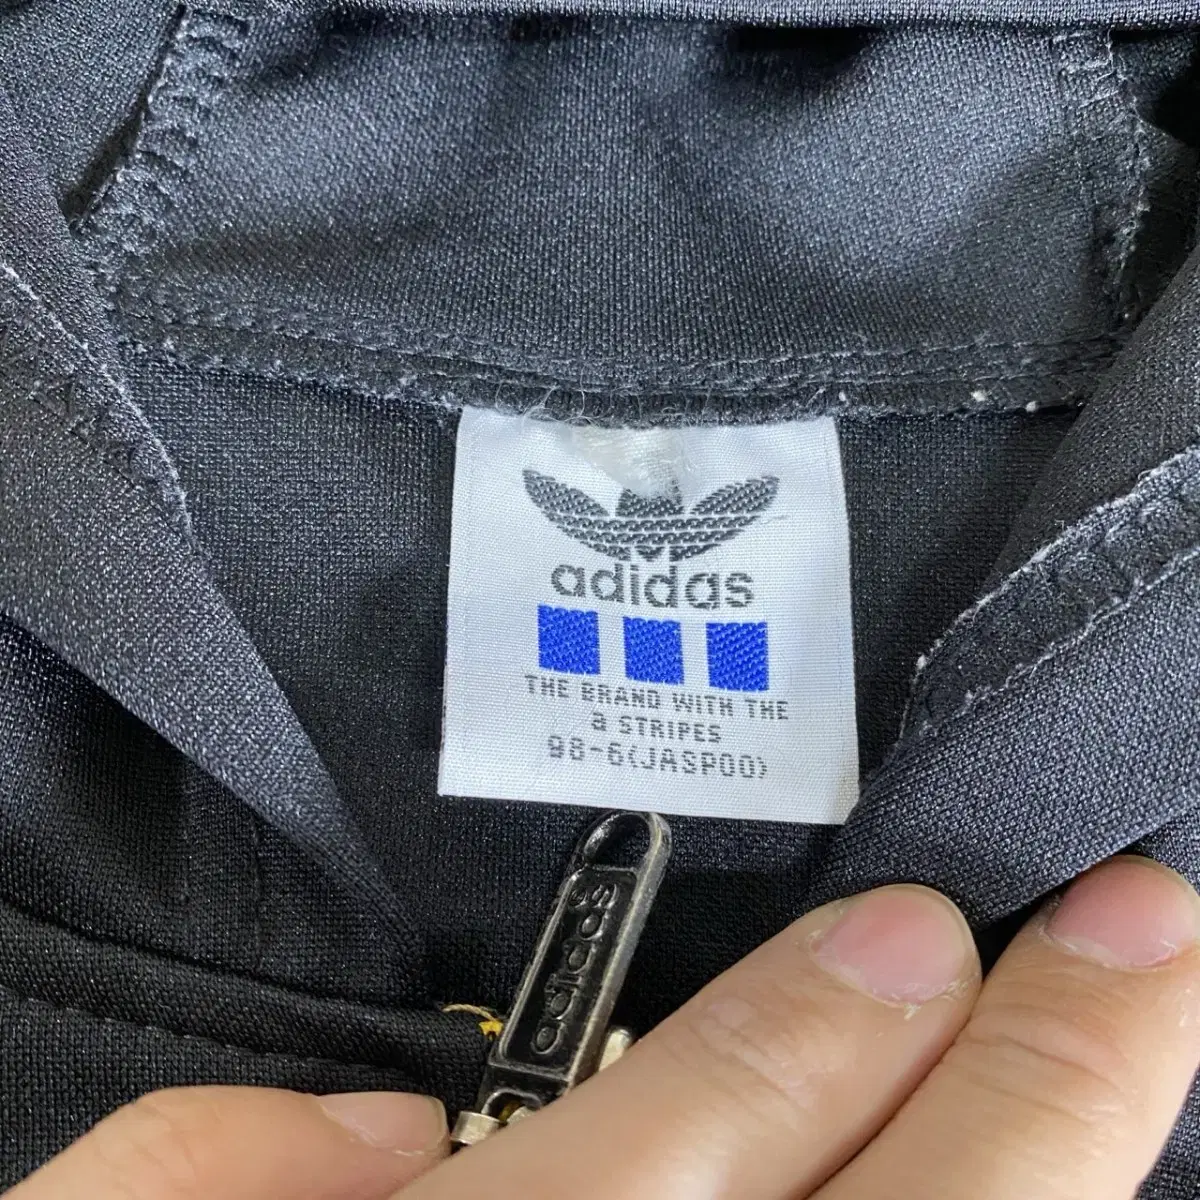 adidas
THE BRAND WITH THE
3 STRIPES
98-6(JASPOO)
adidas